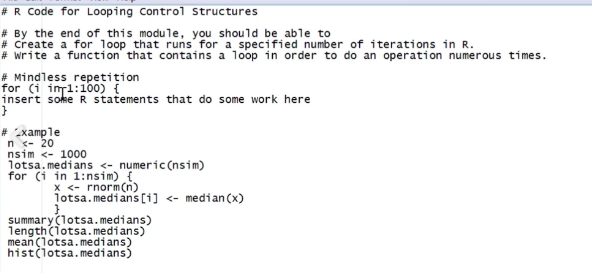 # R Code for Looping Control Structures
# By the end of this module, you should be able to
# Create a for loop that runs for a specified number of iterations in R.
# Write a function that contains a loop in order to do an operation numerous times.
# Mindless repetition
for (i in 1:100) {
insert some R statements that do some work here
}
# Example
n <- 20
nsim <- 1000
lotsa.medians <- numeric(nsim)
for (i in 1:nsim) {
x <- rnorm(n)
lotsa.medians[i] <- median(x)
}
summary(lotsa.medians)
length(lotsa.medians)
mean(lotsa.medians)
hist(lotsa.medians)